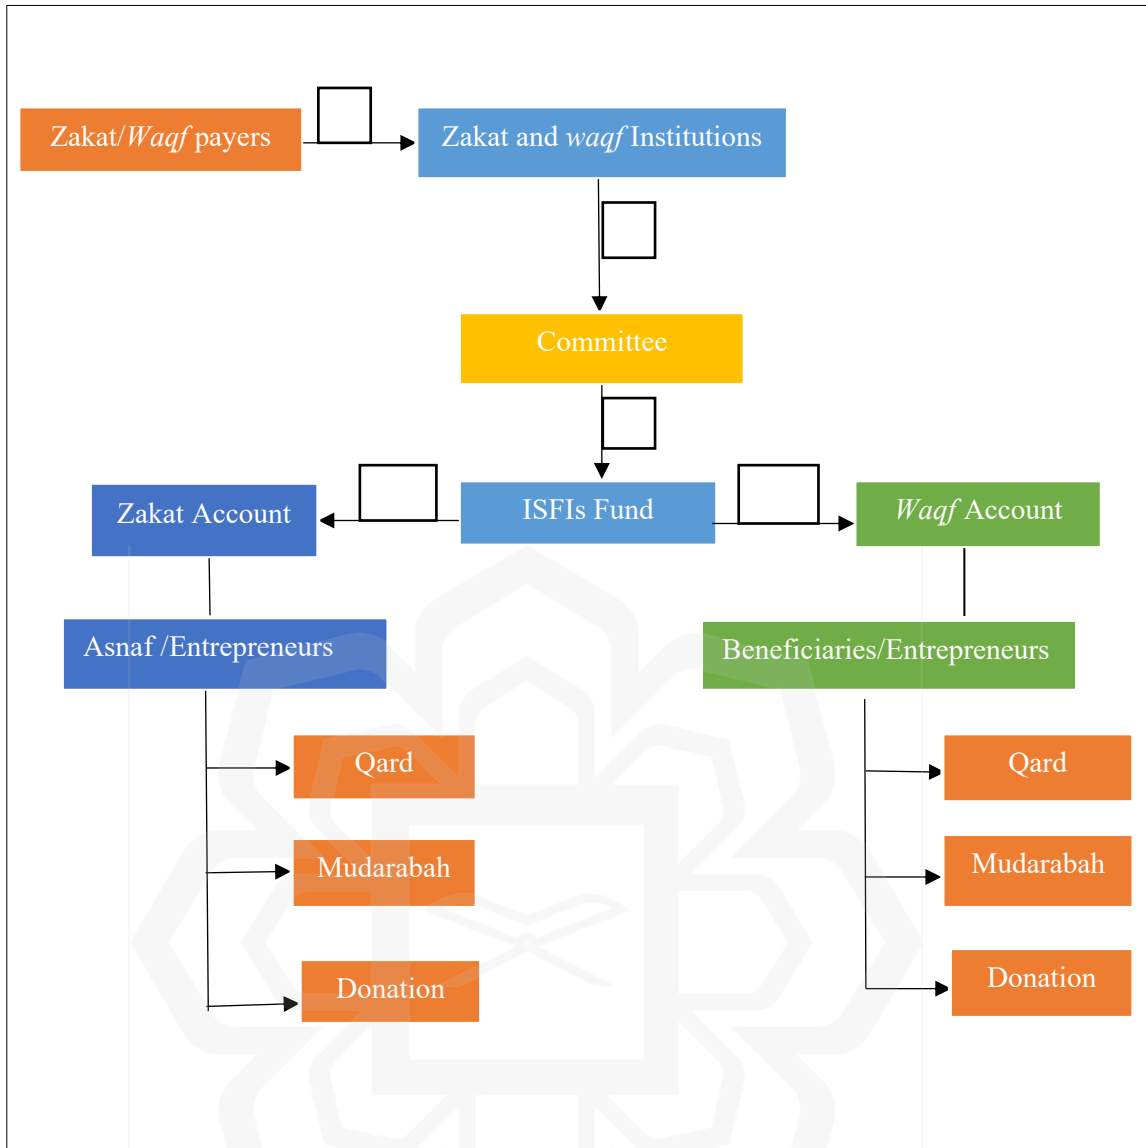 Zakat/Waqf payers
Zakat and waqf Institutions
Committee
Zakat Account
ISFIs Fund
Waqf Account
Asnaf /Entrepreneurs
Beneficiaries/Entrepreneurs
Qard
Qard
Mudarabah
Mudarabah
Donation
Donation